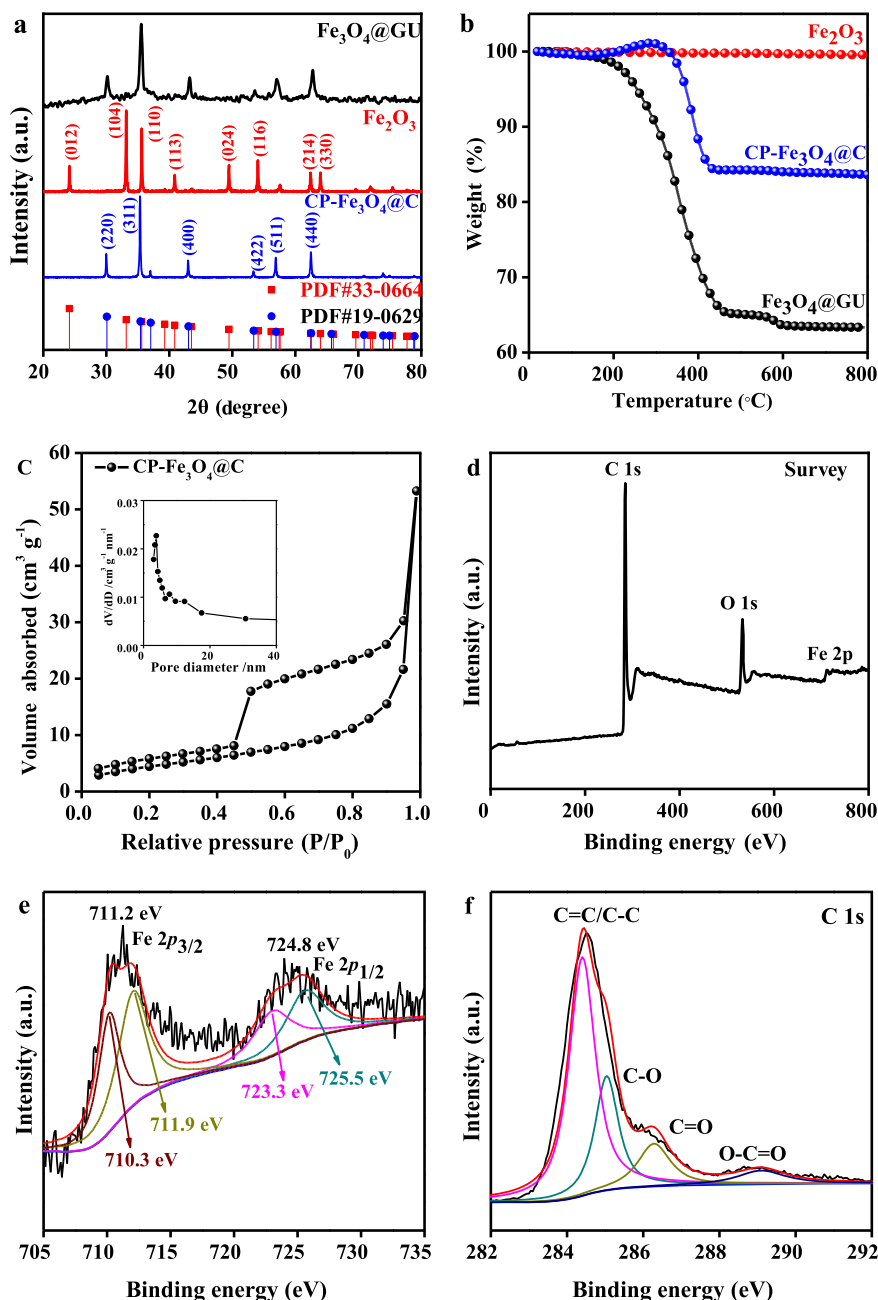 a
Fe3O4@GU
Fe2O3
(012)
(104)
(110)
(113)
(024)
(116)
(214)
(330)
CP-Fe3O4@C
(220)
(311)
(400)
(422)
(511)
(440)
PDF#33-0664
PDF#19-0629
Intensity (a.u.)
20 30 40 50 60 70 80
2θ (degree)
b
Fe2O3
CP-Fe3O4@C
Fe3O4@GU
100
90
80
70
60
Weight (%)
0 200 400 600 800
Temperature (°C)
C
CP-Fe3O4@C
60
50
40
30
20
10
0
Volume absorbed (cm3 g-1)
0.03
0.02
0.01
0.00
dV/dD /cm3 g-1 nm-1
0 20 40
Pore diameter /nm
0.0 0.2 0.4 0.6 0.8 1.0
Relative pressure (P/P0)
d
Survey
C 1s
O 1s
Fe 2p
Intensity (a.u.)
0 200 400 600 800
Binding energy (eV)
e
711.2 eV
Fe 2p3/2
724.8 eV
Fe 2p1/2
725.5 eV
723.3 eV
711.9 eV
710.3 eV
Intensity (a.u.)
705 710 715 720 725 730 735
Binding energy (eV)
f
C=C/C-C
C 1s
C-O
C=O
O-C=O
Intensity (a.u.)
282 284 286 288 290 292
Binding energy (eV)